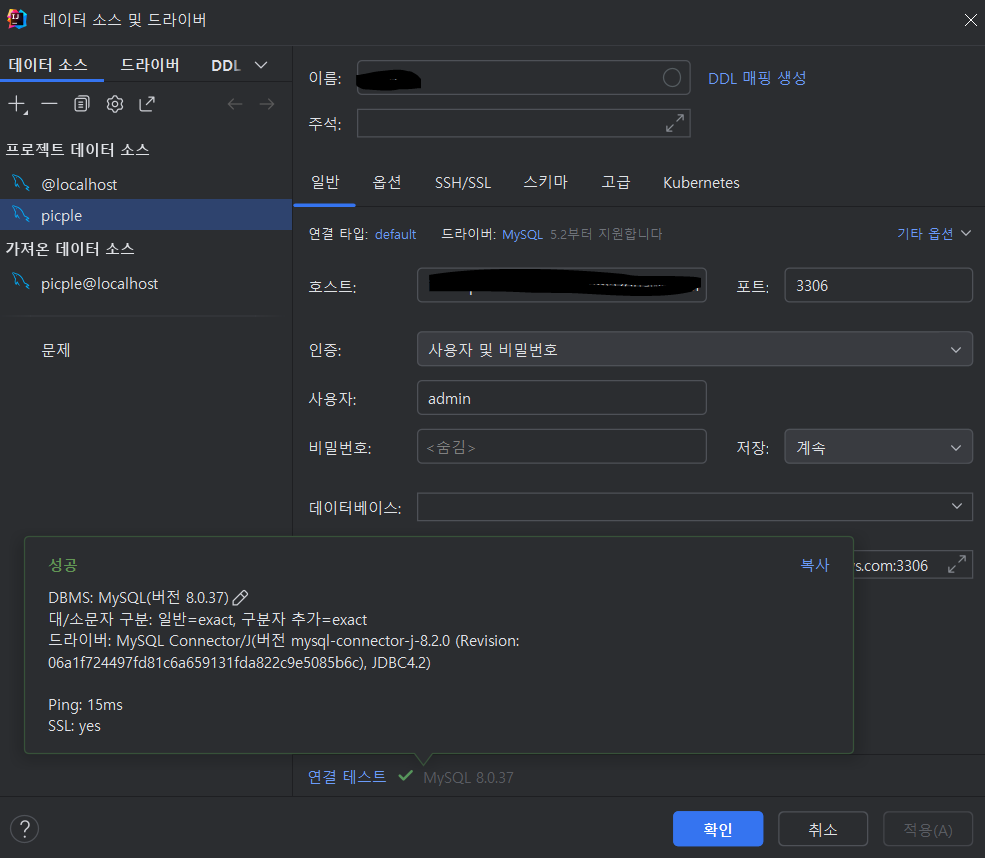 데이터 소스 및 드라이버
데이터 소스 드라이버 DDL
프로젝트 데이터 소스
@localhost
picple
가져온 데이터 소스
picple@localhost
문제
이름: DDL 매핑 생성
주석:
일반 옵션 SSH/SSL 스키마 고급 Kubernetes
연결 타입: default 드라이버: MySQL 5.2부터 지원합니다 기타 옵션
호스트: 포트: 3306
인증: 사용자 및 비밀번호
사용자: admin
비밀번호: <숨김> 저장: 계속
데이터베이스:
s.com:3306
성공 복사
DBMS: MySQL(버전 8.0.37)
대/소문자 구분: 일반=exact, 구분자 추가=exact
드라이버: MySQL Connector/J(버전 mysql-connector-j-8.2.0 (Revision:
06a1f724497fd81c6a659131fda822c9e5085b6c), JDBC4.2)
Ping: 15ms
SSL: yes
연결 테스트 MySQL 8.0.37
? 확인 취소 적용(A)